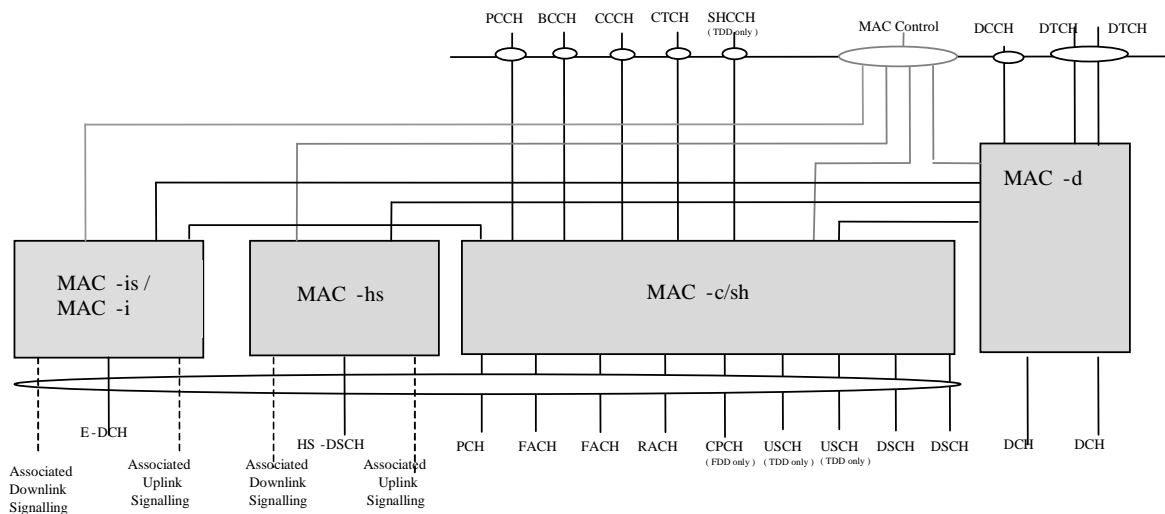 PCCH BCCH CCCH CTCH SHCCH MAC Control DCCH DTCH DTCH
( TDD only )
MAC -d
MAC -is /
MAC -i
MAC -hs
MAC -c/sh
E -DCH
HS -DSCH
PCH FACH FACH RACH CPCH USCH USCH DSCH DSCH DCH DCH
( FDD only ) ( TDD only ) ( TDD only )
Associated
Downlink
Signalling
Associated
Uplink
Signalling
Associated
Downlink
Signalling
Associated
Uplink
Signalling